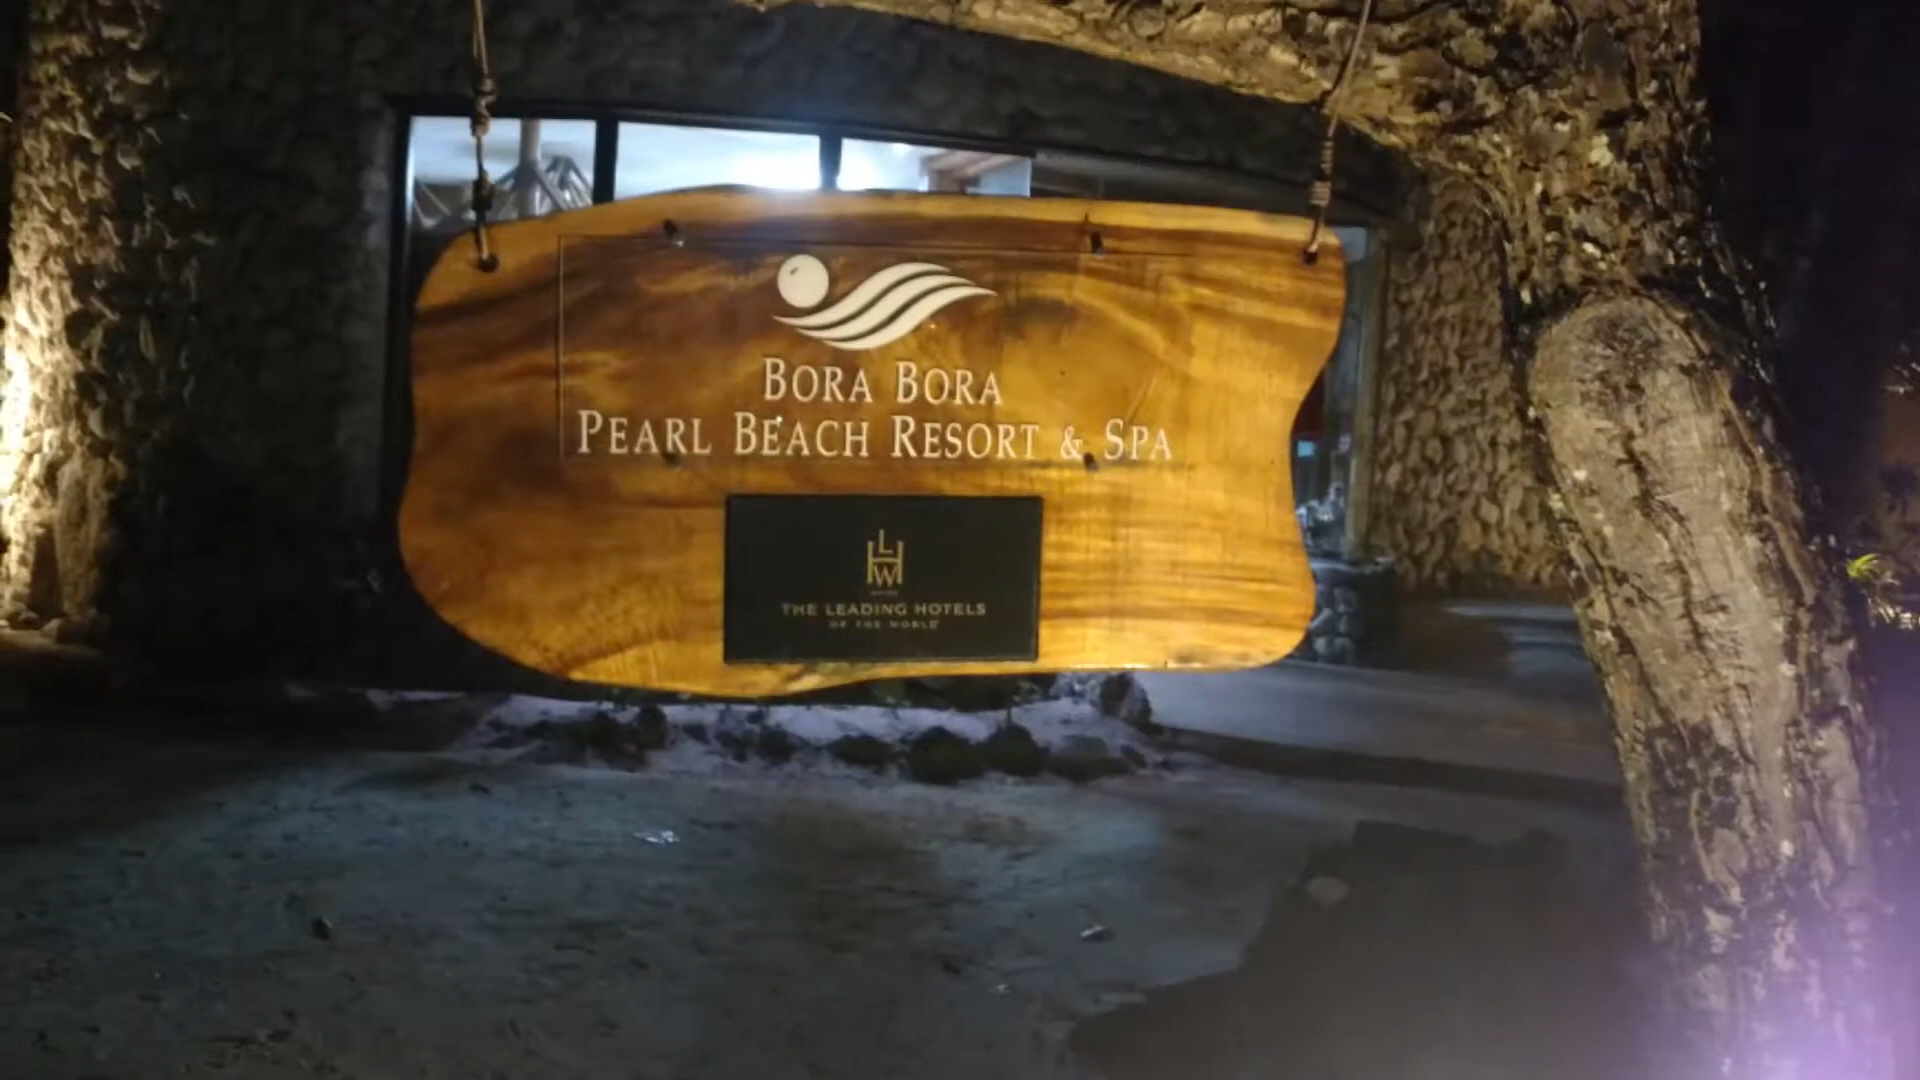 BORA BORA
PEARL BEACH RESORT & SPA
LHW
THE LEADING HOTELS
OF THE WORLD